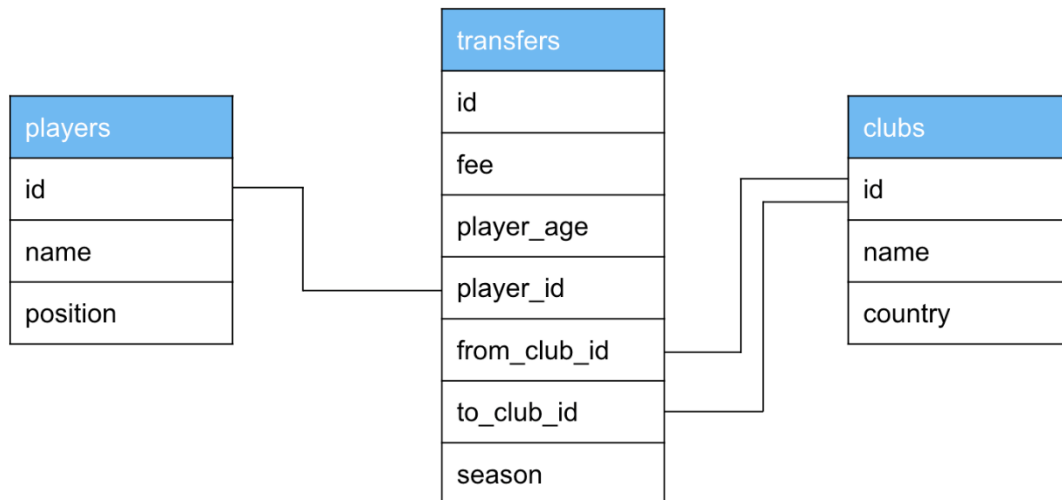 players
id
name
position
transfers
id
fee
player_age
player_id
from_club_id
to_club_id
season
clubs
id
name
country